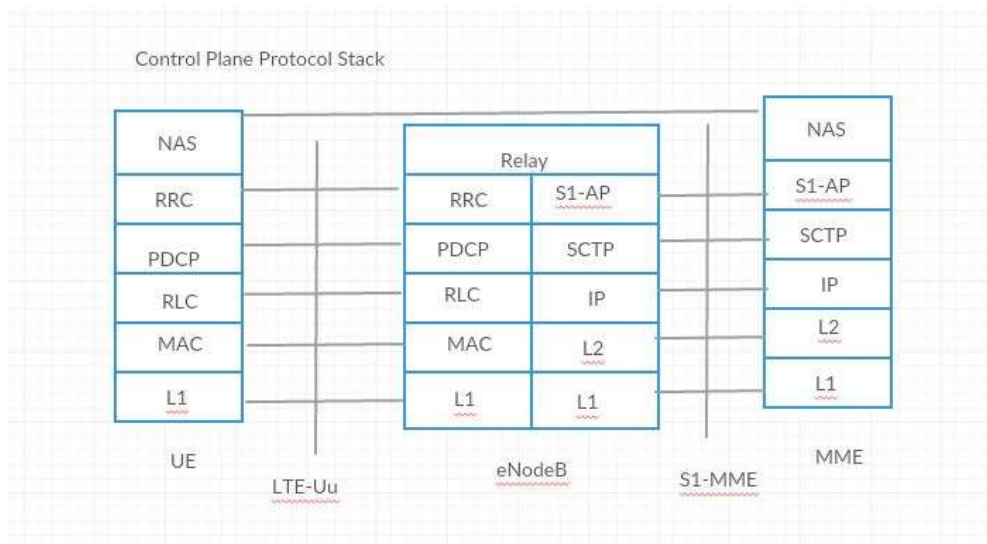 Control Plane Protocol Stack
NAS
RRC
PDCP
RLC
MAC
L1
UE
LTE-Uu
Relay
RRC
S1-AP
PDCP
SCTP
RLC
IP
MAC
L2
L1
L1
eNodeB
S1-MME
NAS
S1-AP
SCTP
IP
L2
L1
MME